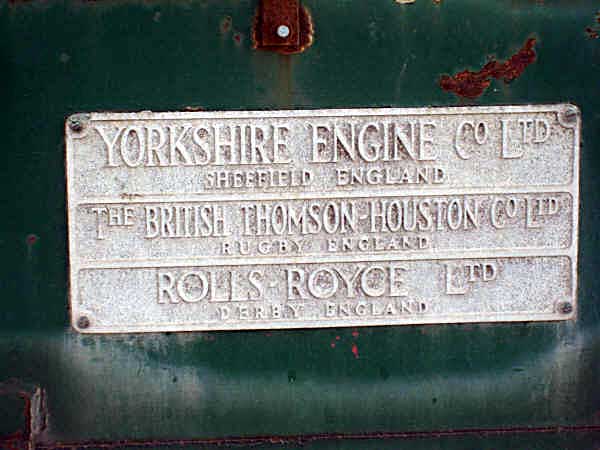 YORKSHIRE ENGINE CO LTD
SHEFFIELD ENGLAND
THE BRITISH THOMSON-HOUSTON CO LTD
RUGBY ENGLAND
ROLLS-ROYCE LTD
DERBY ENGLAND